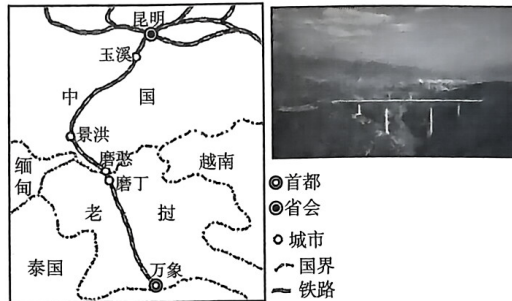 昆明
玉溪
中
国
景洪
磨憨
磨丁
缅甸
越南
老
挝
泰国
万象
首都
省会
城市
国界
铁路